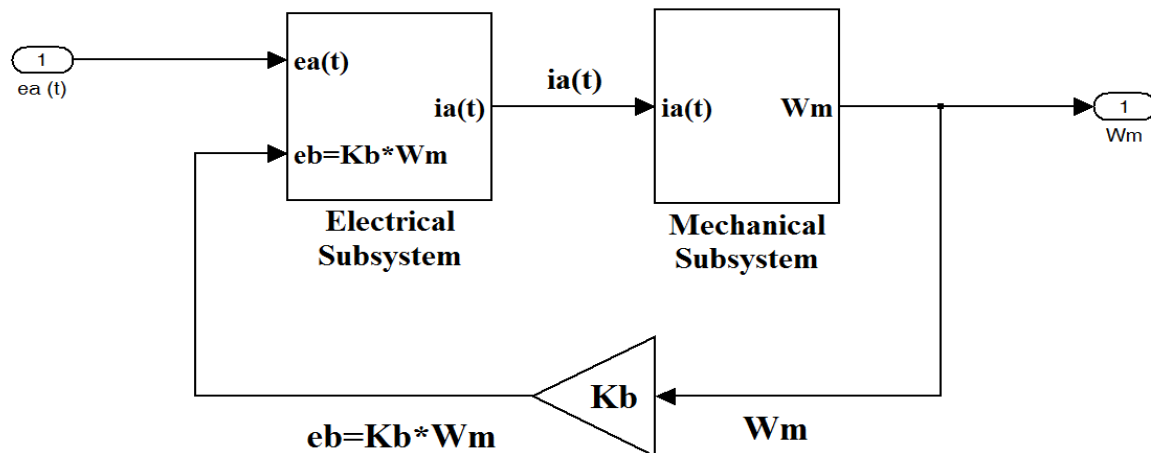 1
ea (t)
ea(t)
ia(t)
eb=Kb*Wm
Electrical
Subsystem
ia(t)
ia(t)
Wm
Mechanical
Subsystem
1
Wm
Kb
eb=Kb*Wm
Wm